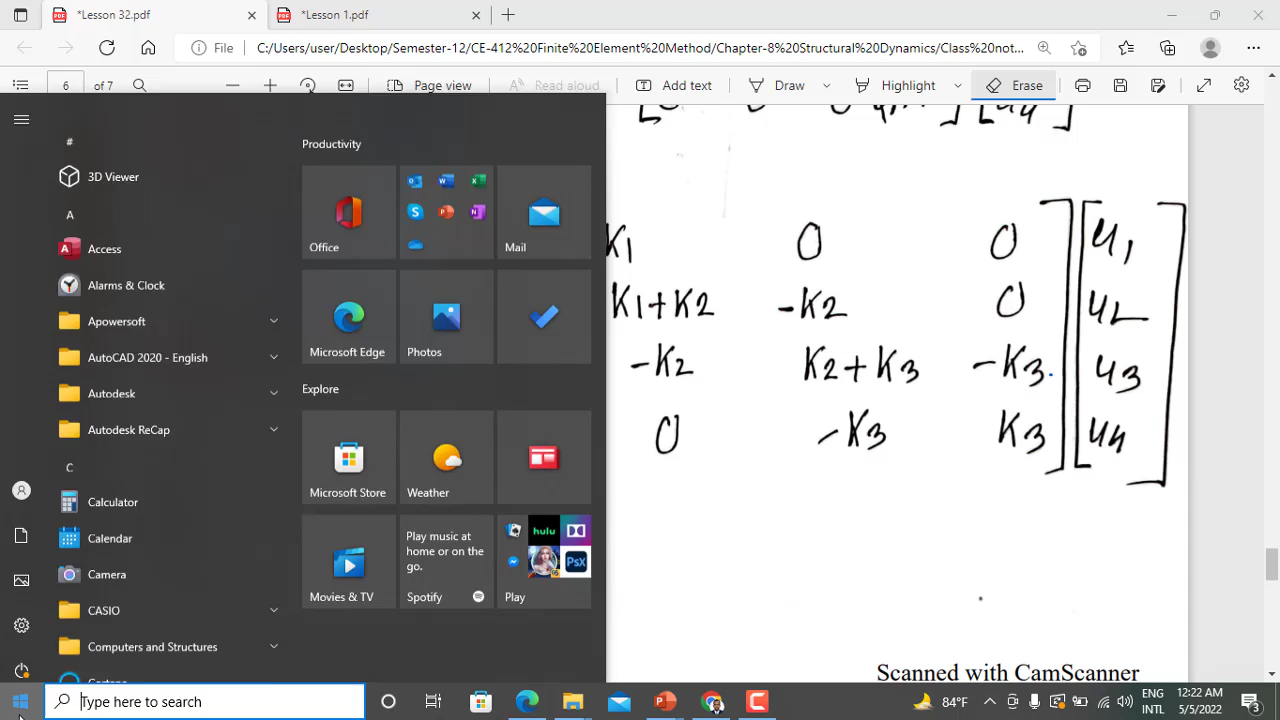 *Lesson 32.pdf
*Lesson 1.pdf
File
C:/Users/user/Desktop/Semester-12/CE-412%20Finite%20Element%20Method/Chapter-8%20Structural%20Dynamics/Class%20not...
6 of 7
Page view
Read aloud
Add text
Draw
Highlight
Erase
#
3D Viewer
A
Access
Alarms & Clock
Apowersoft
AutoCAD 2020 - English
Autodesk
Autodesk ReCap
C
Calculator
Calendar
Camera
CASIO
Computers and Structures
Productivity
Office
Mail
Microsoft Edge
Photos
Explore
Microsoft Store
Weather
Movies & TV
Play music at
home or on the
go.
Spotify
hulu
PsX
Play
K1 0 0 u1
K1+K2 -K2 0 u2
-K2 K2+K3 -K3 u3
0 -K3 K3 u4
Scanned with CamScanner
Type here to search
84°F
ENG
INTL
12:22 AM
5/5/2022
3